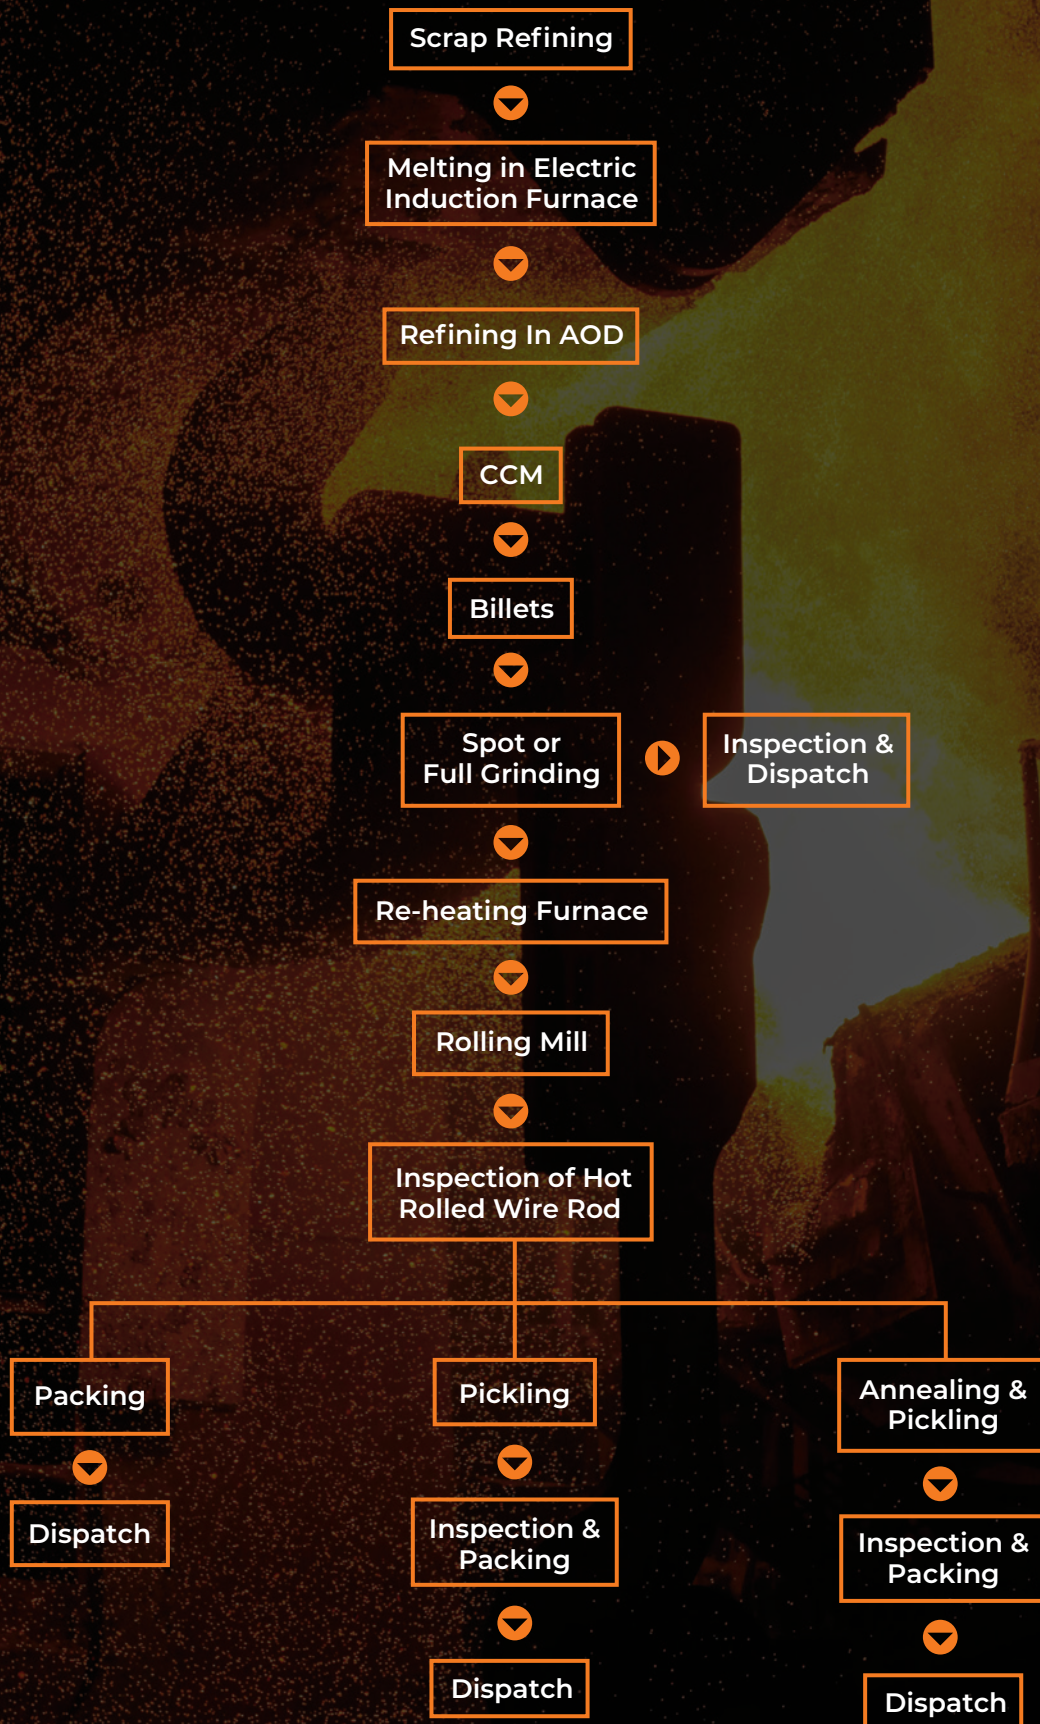 Scrap Refining
Melting in Electric
Induction Furnace
Refining In AOD
CCM
Billets
Spot or
Full Grinding
Inspection &
Dispatch
Re-heating Furnace
Rolling Mill
Inspection of Hot
Rolled Wire Rod
Packing
Dispatch
Pickling
Inspection &
Packing
Dispatch
Annealing &
Pickling
Inspection &
Packing
Dispatch